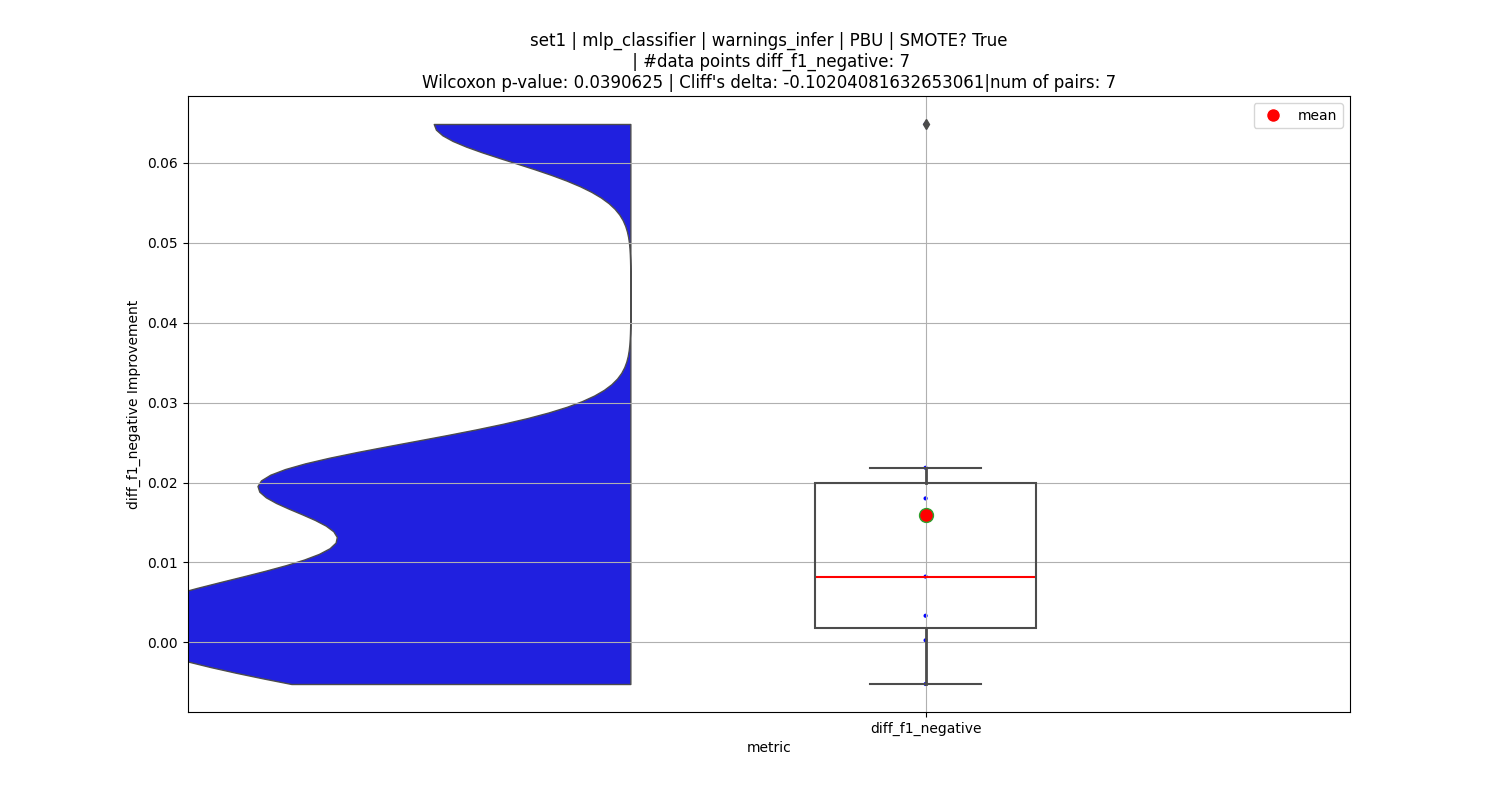 set1 | mlp_classifier | warnings_infer | PBU | SMOTE? True
| #data points diff_f1_negative: 7
Wilcoxon p-value: 0.0390625 | Cliff's delta: -0.10204081632653061|num of pairs: 7
mean
0.06
0.05
0.04
0.03
0.02
0.01
0.00
diff_f1_negative Improvement
diff_f1_negative
metric